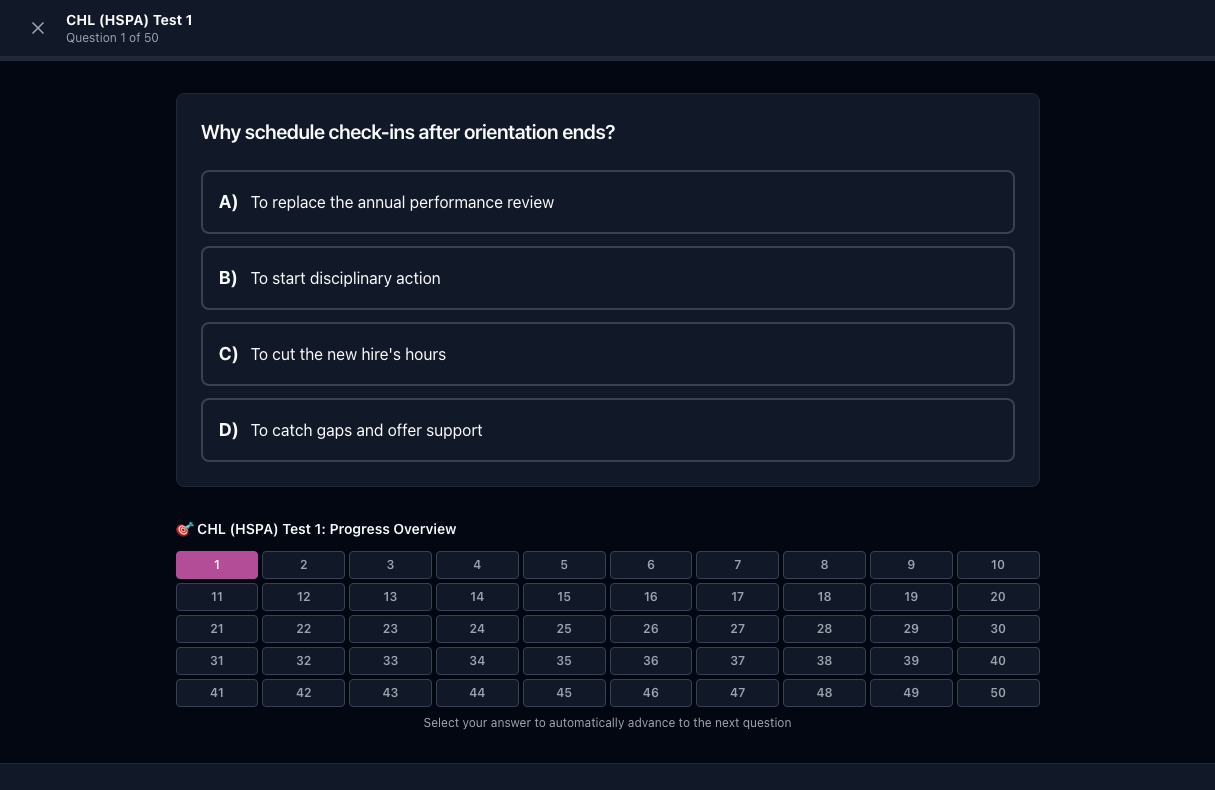 CHL (HSPA) Test 1
Question 1 of 50
Why schedule check-ins after orientation ends?
A) To replace the annual performance review
B) To start disciplinary action
C) To cut the new hire's hours
D) To catch gaps and offer support
🎯 CHL (HSPA) Test 1: Progress Overview
1 2 3 4 5 6 7 8 9 10
11 12 13 14 15 16 17 18 19 20
21 22 23 24 25 26 27 28 29 30
31 32 33 34 35 36 37 38 39 40
41 42 43 44 45 46 47 48 49 50
Select your answer to automatically advance to the next question